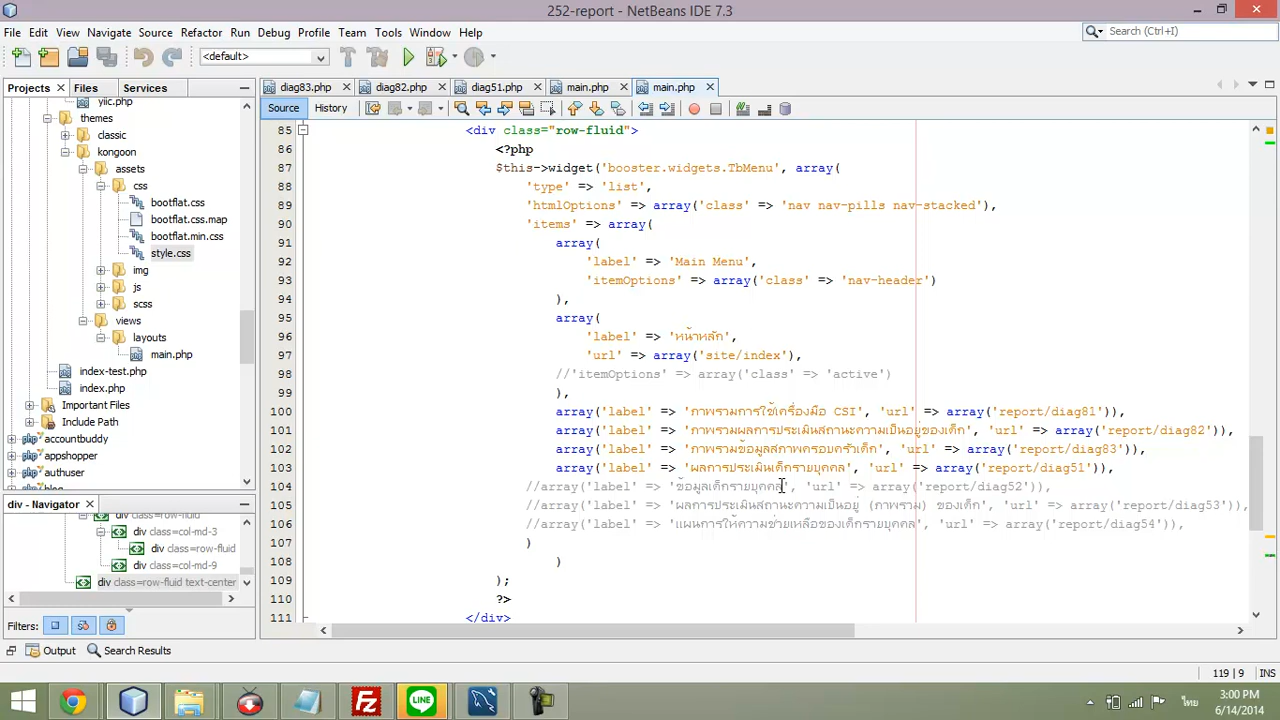 252-report - NetBeans IDE 7.3
File Edit View Navigate Source Refactor Run Debug Profile Team Tools Window Help
Search (Ctrl+I)
<default>
Projects Files Services
diag83.php diag82.php diag51.php main.php main.php
Source History
yiic.php
themes
classic
kongoon
assets
css
bootflat.css
bootflat.css.map
bootflat.min.css
style.css
img
js
scss
views
layouts
main.php
index-test.php
index.php
Important Files
Include Path
accountbuddy
appshopper
authuser
div - Navigator
div class=col-md-3
div class=row-fluid
div class=col-md-9
div class=row-fluid text-center
Filters:
85 <div class="row-fluid">
86 <?php
87 $this->widget('booster.widgets.TbMenu', array(
88 'type' => 'list',
89 'htmlOptions' => array('class' => 'nav nav-pills nav-stacked'),
90 'items' => array(
91 array(
92 'label' => 'Main Menu',
93 'itemOptions' => array('class' => 'nav-header')
94 ),
95 array(
96 'label' => 'หน้าหลัก',
97 'url' => array('site/index'),
98 //'itemOptions' => array('class' => 'active')
99 ),
100 array('label' => 'ภาพรวมการใช้เครื่องมือ CSI', 'url' => array('report/diag81')),
101 array('label' => 'ภาพรวมผลการประเมินสถานะความเป็นอยู่ของเด็ก', 'url' => array('report/diag82')),
102 array('label' => 'ภาพรวมข้อมูลสภาพครอบครัวเด็ก', 'url' => array('report/diag83')),
103 array('label' => 'ผลการประเมินเด็กรายบุคคล', 'url' => array('report/diag51')),
104 //array('label' => 'ข้อมูลเด็กรายบุคคล', 'url' => array('report/diag52')),
105 //array('label' => 'ผลการประเมินสถานะความเป็นอยู่ (ภาพรวม) ของเด็ก', 'url' => array('report/diag53')),
106 //array('label' => 'แผนการให้ความช่วยเหลือของเด็กรายบุคคล', 'url' => array('report/diag54')),
107 )
108 )
109 );
110 ?>
111 </div>
Output Search Results
119 | 9 INS
LINE
ไทย
3:00 PM
6/14/2014